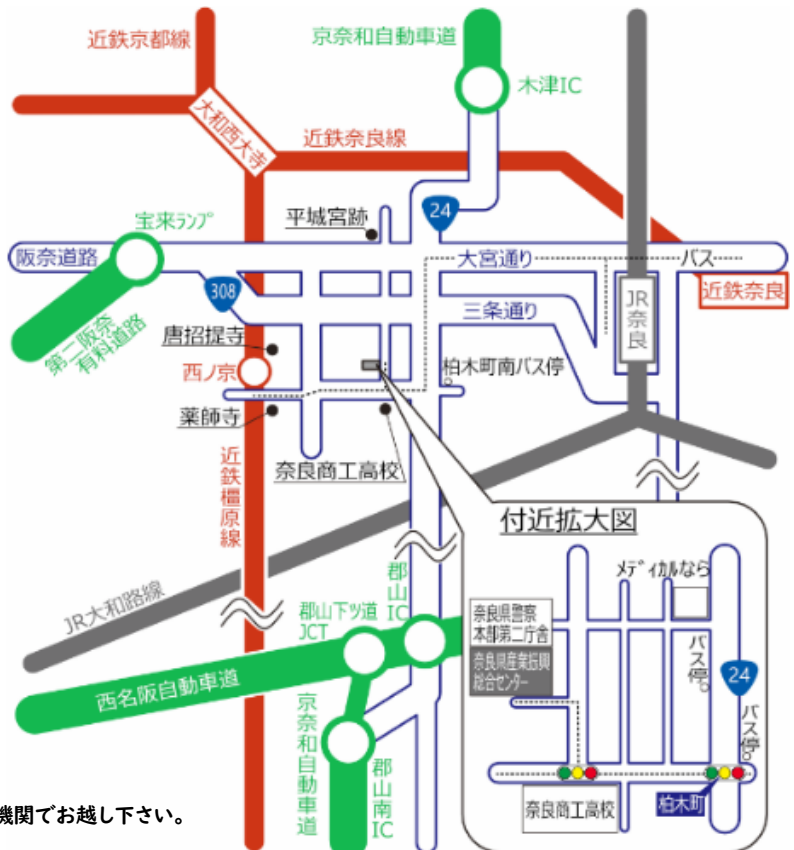 近鉄京都線
京奈和自動車道
木津IC
大和西大寺
近鉄奈良線
宝来ランプ
平城宮跡
24
阪奈道路
大宮通り
バス
308
三条通り
JR奈良
近鉄奈良
第二阪奈
有料道路
唐招提寺
西ノ京
柏木町南バス停
薬師寺
奈良商工高校
近鉄橿原線
付近拡大図
JR大和路線
郡山下ツ道
JCT
郡山IC
メディカルなら
奈良県警察
本部第二庁舎
奈良県産業振興
総合センター
バス停
24
西名阪自動車道
バス停
京奈和自動車道
郡山南IC
奈良商工高校
柏木町
機関でお越し下さい。